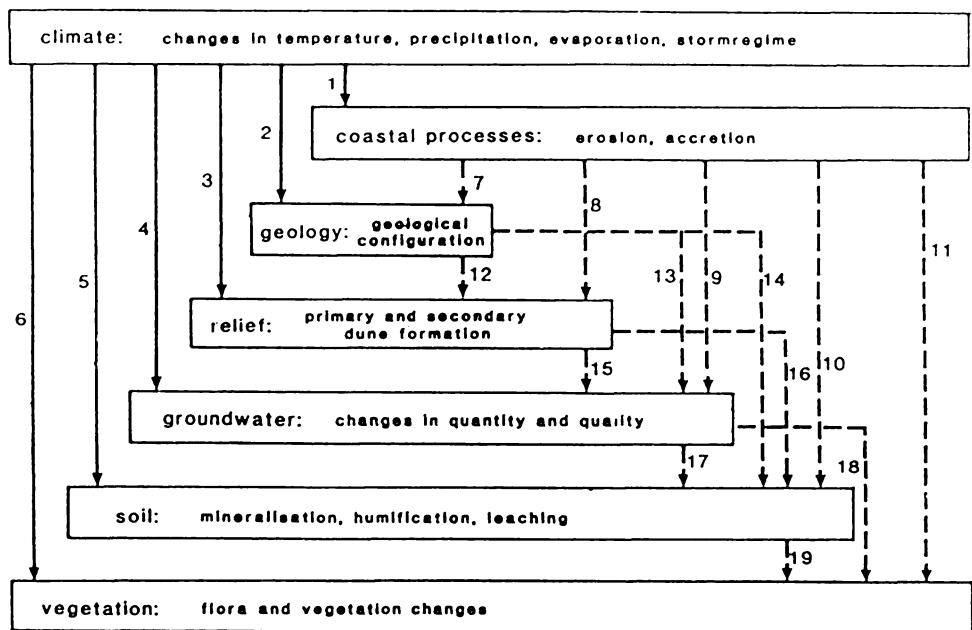 climate: changes in temperature, precipitation, evaporation, stormregime
1
coastal processes: erosion, accretion
2
3
7
8
geology: geological
configuration
4
5
6
12
13
9
14
11
relief: primary and secondary
dune formation
15
16
10
groundwater: changes in quantity and quality
17
18
soil: mineralisation, humification, leaching
19
vegetation: flora and vegetation changes